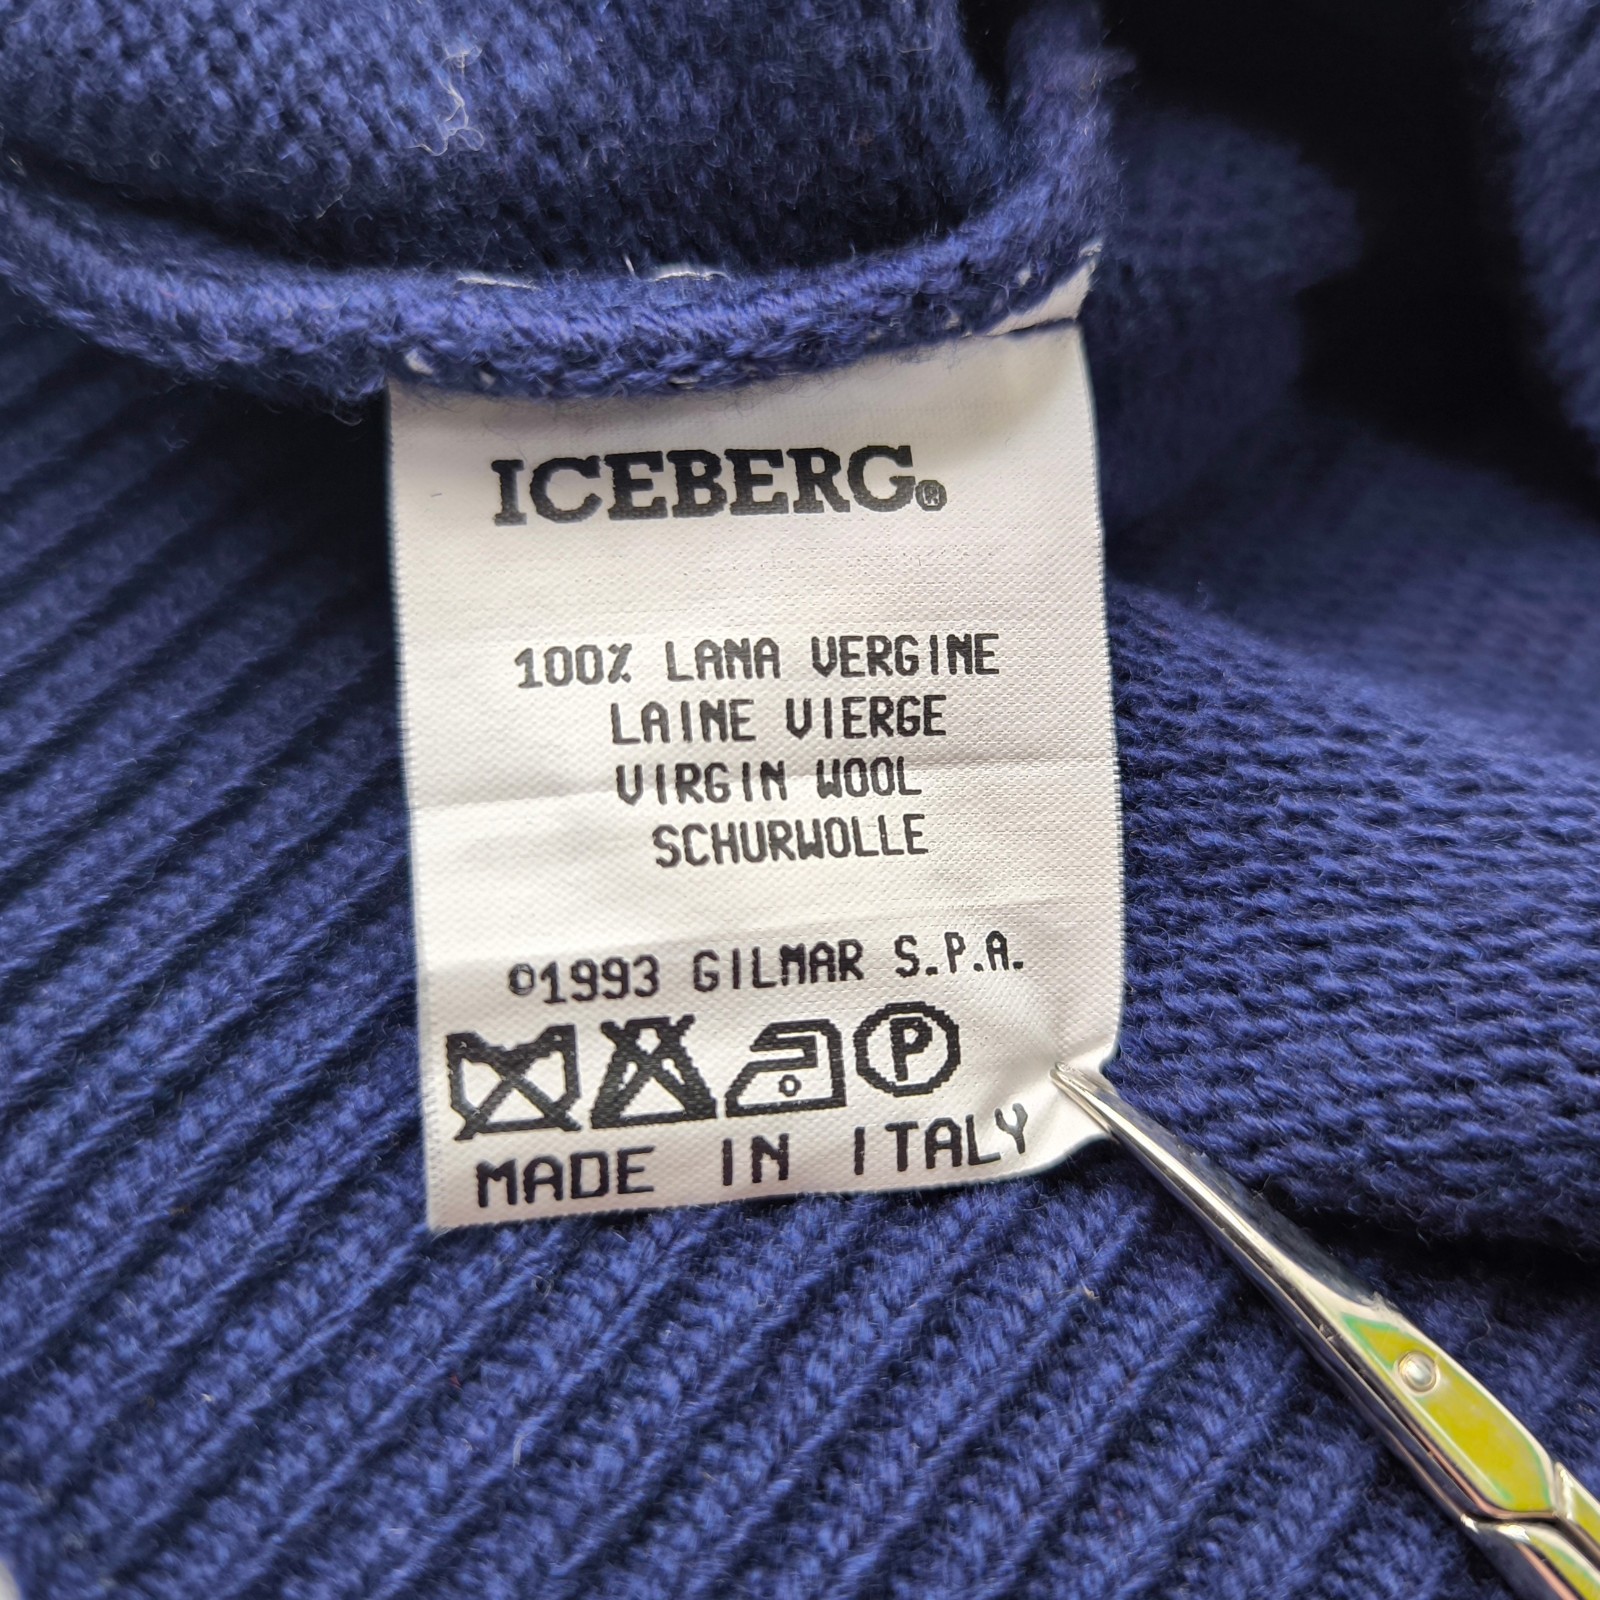 ICEBERG®
100% LANA VERGINE
LAINE VIERGE
VIRGIN WOOL
SCHURWOLLE
©1993 GILMAR S.P.A.
P
MADE IN ITALY